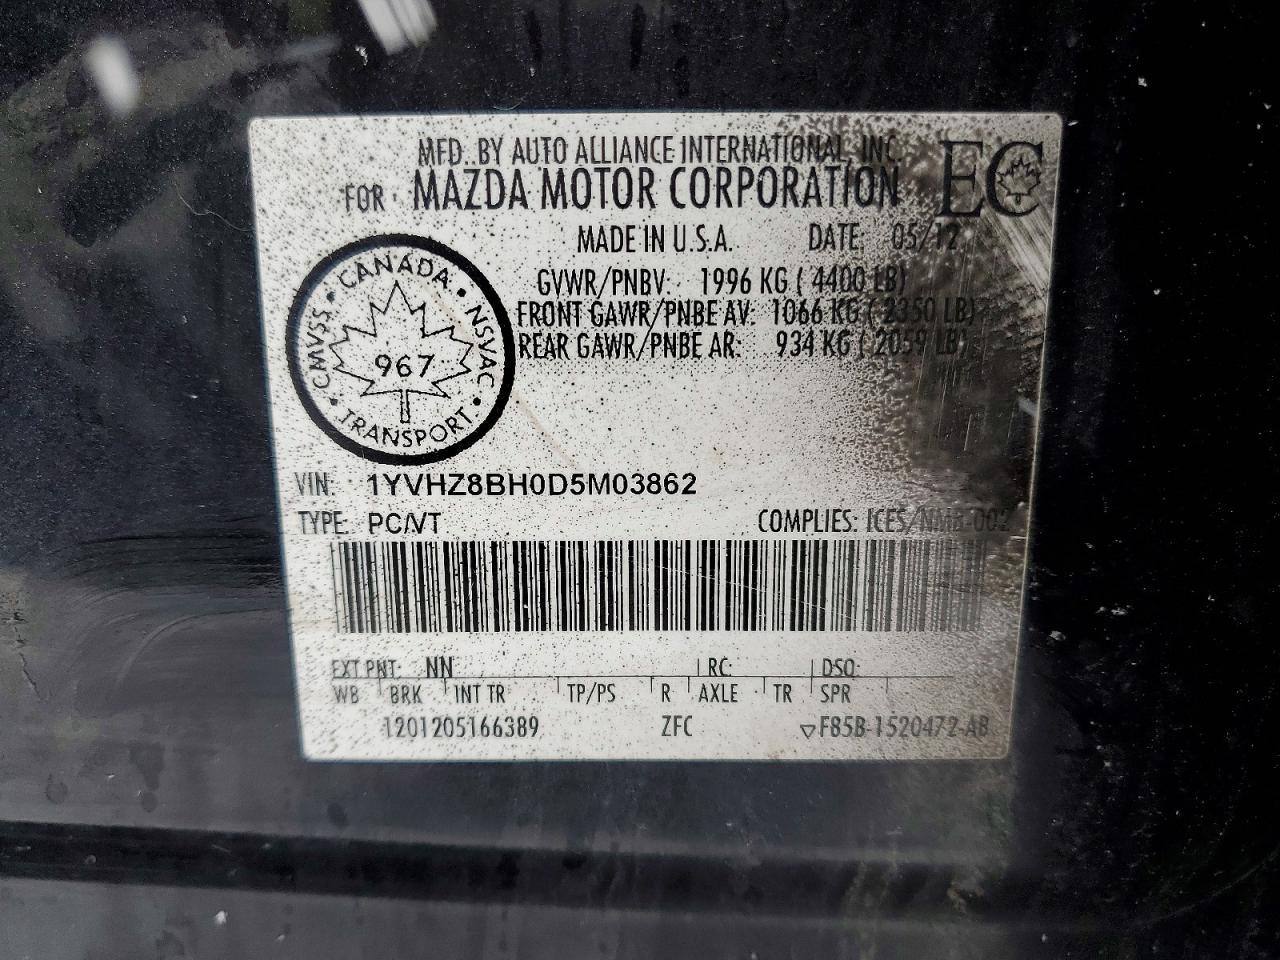 MFD. BY AUTO ALLIANCE INTERNATIONAL, INC.
FOR MAZDA MOTOR CORPORATION
EC
MADE IN U.S.A. DATE: 05/12
GVWR/PNBV: 1996 KG ( 4400 LB)
FRONT GAWR/PNBE AV: 1066 KG ( 2350 LB)
REAR GAWR/PNBE AR: 934 KG ( 2059 LB)
CANADA • NSVAC • TRANSPORT • CMVSS •
967
VIN: 1YVHZ8BH0D5M03862
TYPE: PC/VT COMPLIES: ICES/NMB-002
EXT PNT: NN RC: DSO:
WB BRK INT TR TP/PS R AXLE TR SPR
1201205166389 ZFC ▽F85B-1520472-AB